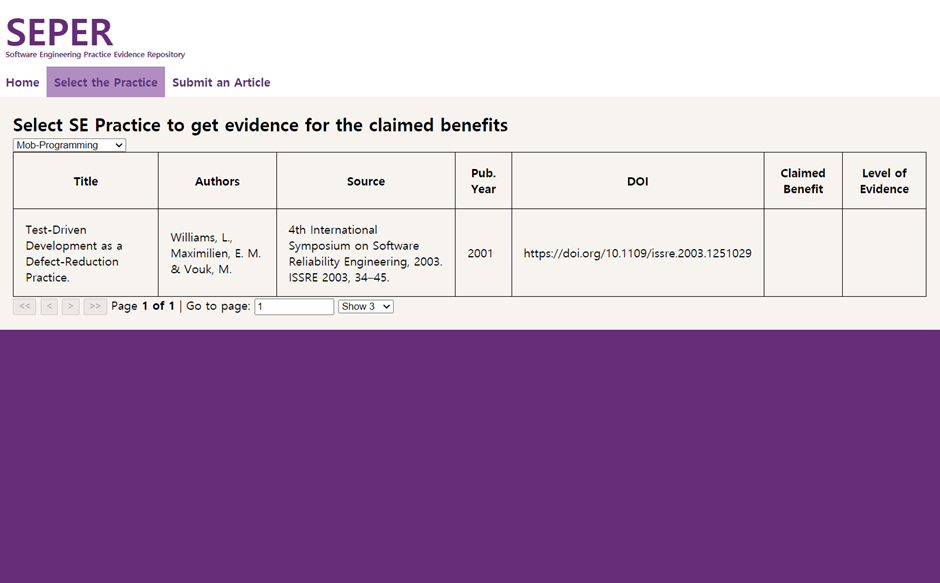 SEPER
Software Engineering Practice Evidence Repository
Home Select the Practice Submit an Article
Select SE Practice to get evidence for the claimed benefits
Mob-Programming
Title Authors Source Pub. Year DOI Claimed Benefit Level of Evidence
Test-Driven
Development as a
Defect-Reduction
Practice.
Williams, L.,
Maximilien, E. M.
& Vouk, M.
4th International
Symposium on Software
Reliability Engineering, 2003.
ISSRE 2003, 34–45.
2001
https://doi.org/10.1109/issre.2003.1251029
<< < > >> Page 1 of 1 | Go to page: 1 Show 3